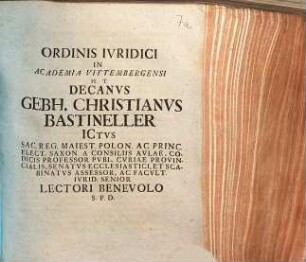 7a
ORDINIS IVRIDICI
IN
ACADEMIA VITTEMBERGENSI
H. T.
DECANVS
GEBH. CHRISTIANVS
BASTINELLER
ICTVS
SAC. REG. MAIEST. POLON. AC PRINC.
ELECT. SAXON. A CONSILIIS AVLAE, CO-
DICIS PROFESSOR PVBL. CVRIAE PROVIN-
CIALIS, SENATVS ECCLESIASTICI, ET SCA-
BINATVS ASSESSOR, AC FACVLT.
IVRID. SENIOR
LECTORI BENEVOLO
S. P. D.